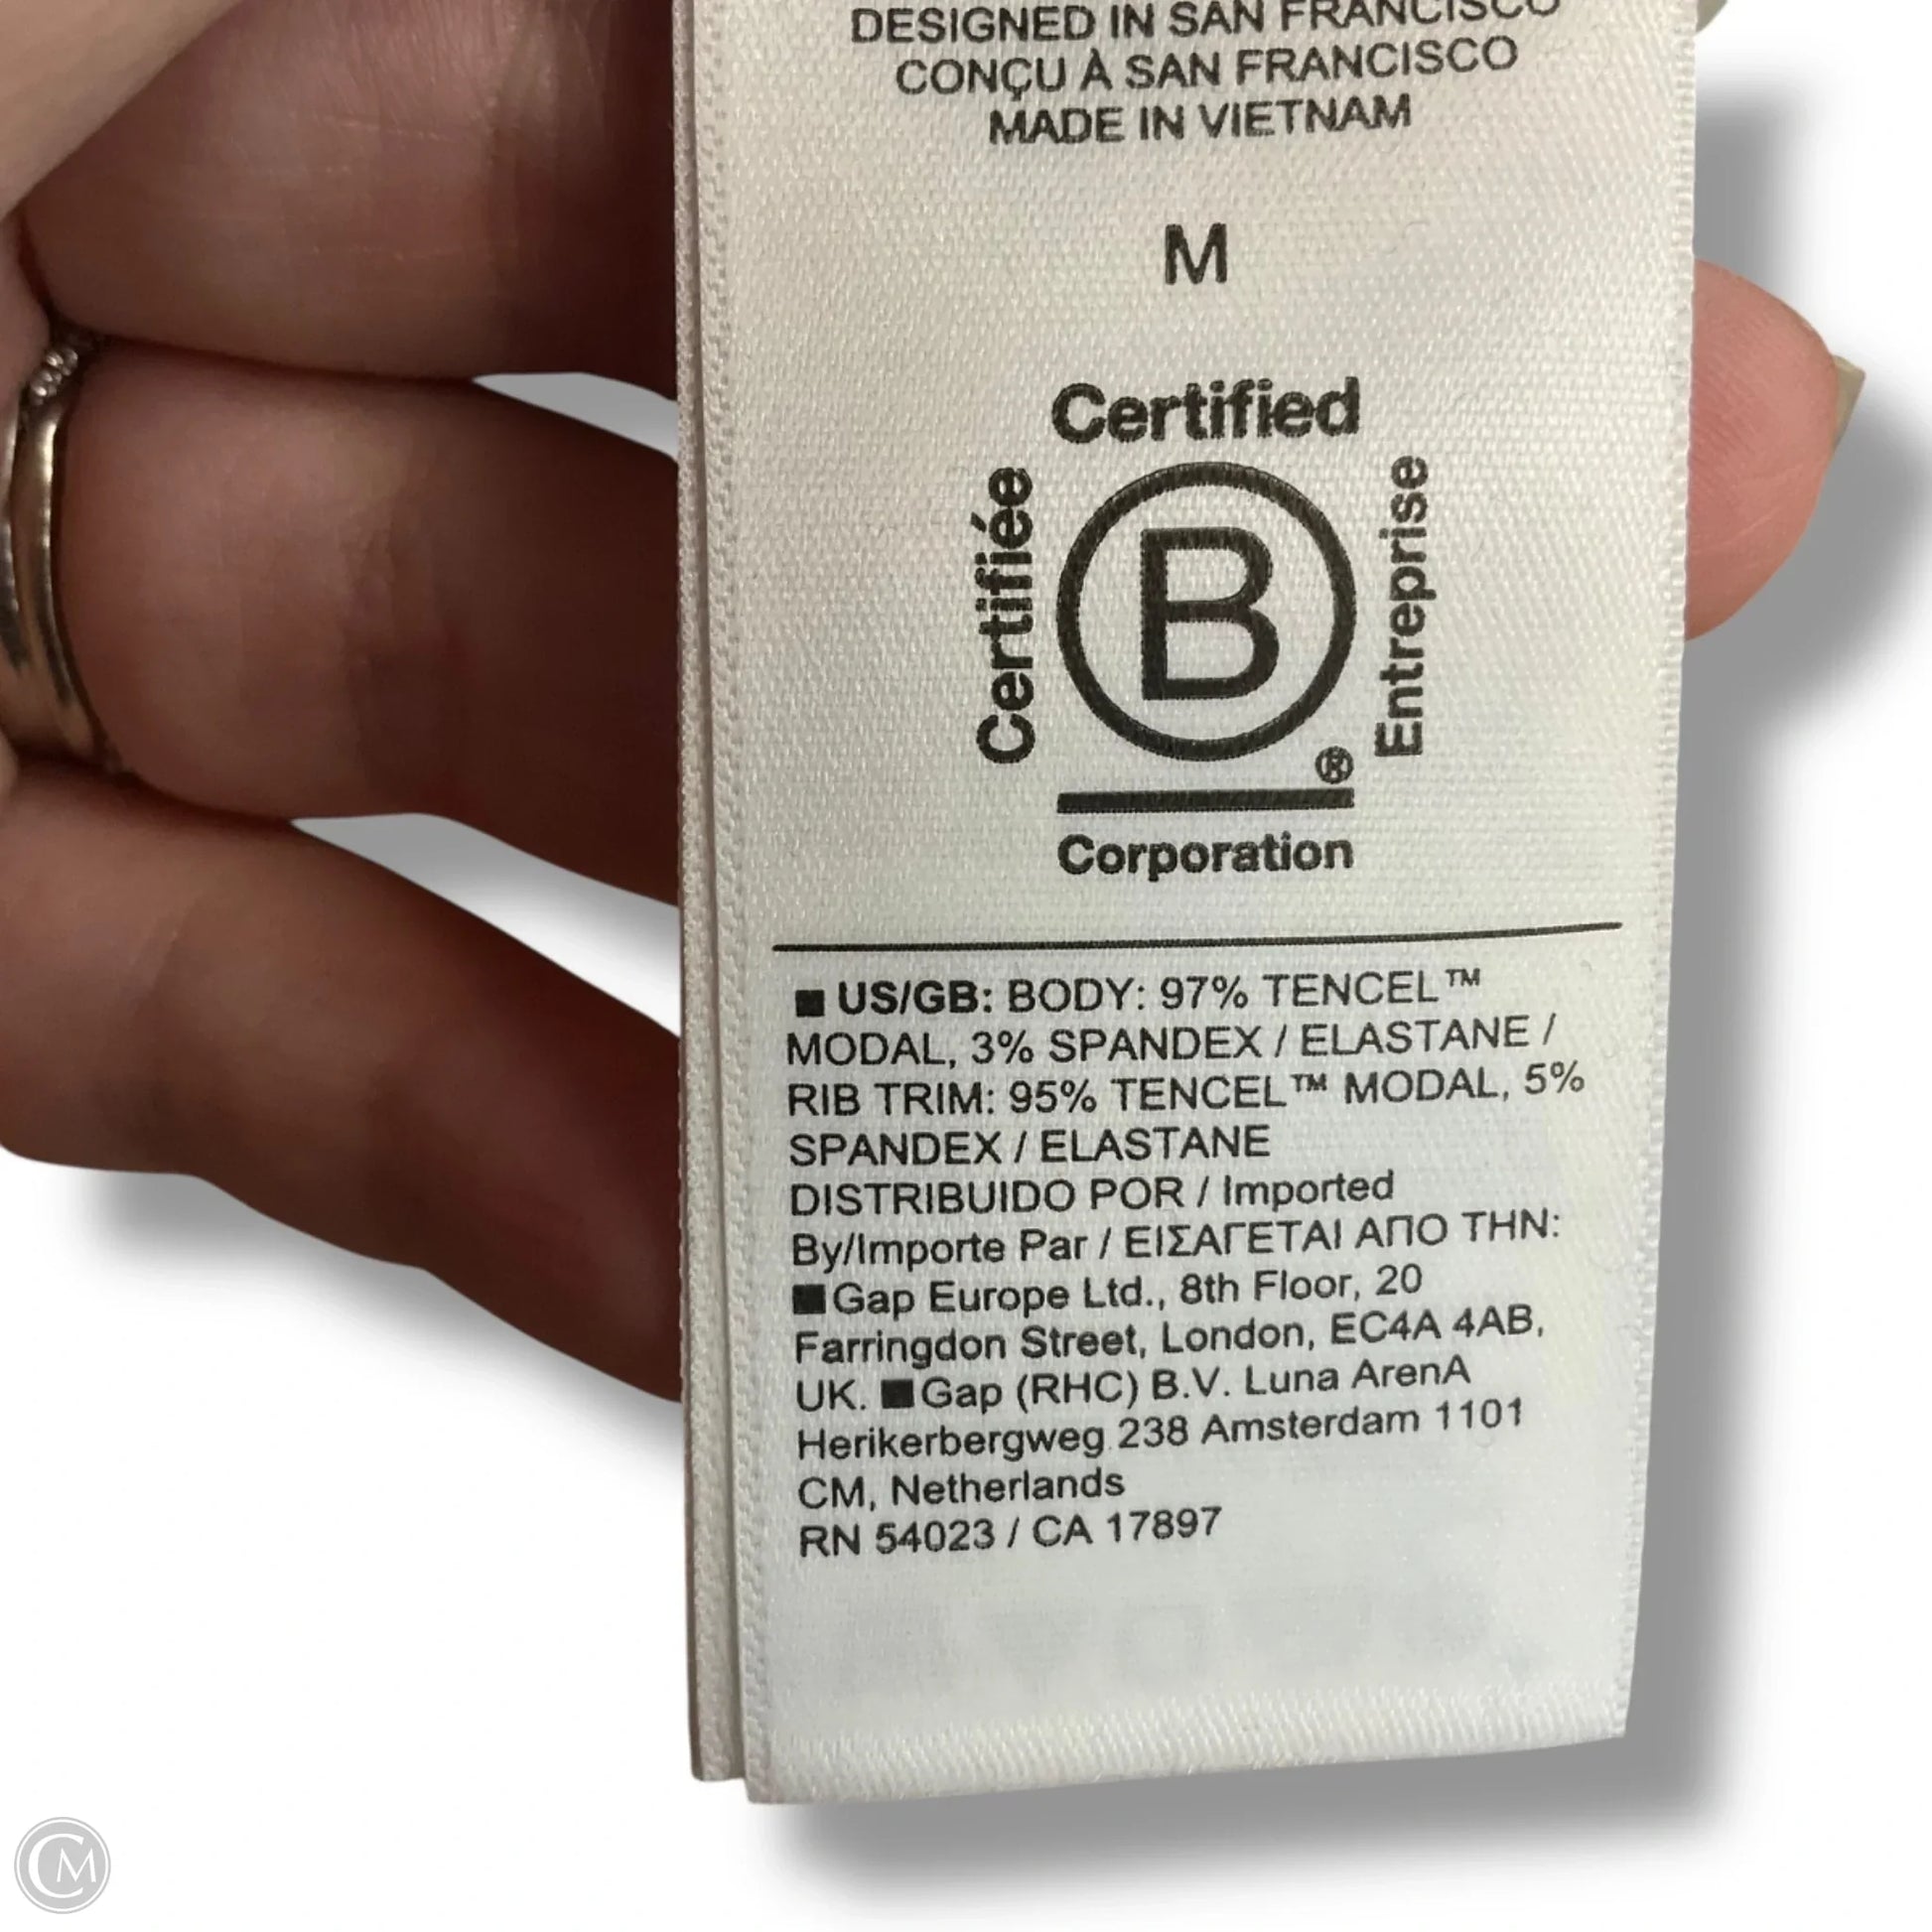 DESIGNED IN SAN FRANCISCO
CONÇU À SAN FRANCISCO
MADE IN VIETNAM
M
Certified
Certifiée
B
Entreprise
®
Corporation
■ US/GB: BODY: 97% TENCEL™
MODAL, 3% SPANDEX / ELASTANE /
RIB TRIM: 95% TENCEL™ MODAL, 5%
SPANDEX / ELASTANE
DISTRIBUIDO POR / Imported
By/Importe Par / ΕΙΣΑΓΕΤΑΙ ΑΠΟ ΤΗΝ:
■Gap Europe Ltd., 8th Floor, 20
Farringdon Street, London, EC4A 4AB,
UK. ■Gap (RHC) B.V. Luna ArenA
Herikerbergweg 238 Amsterdam 1101
CM, Netherlands
RN 54023 / CA 17897
CM